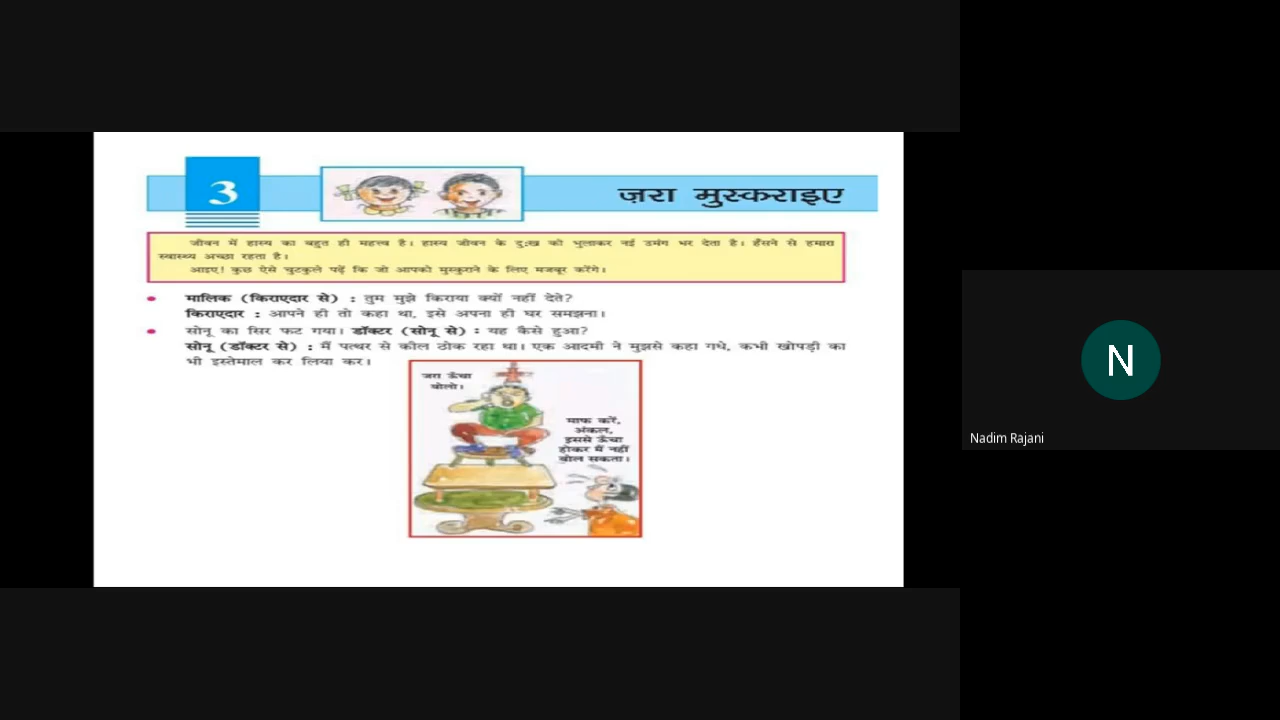 3
ज़रा मुस्कराइए
जीवन में हास्य का बहुत ही महत्त्व है। हास्य जीवन के दुःख को भुलाकर नई उमंग भर देता है। हँसने से हमारा
स्वास्थ्य अच्छा रहता है।
आइए! कुछ ऐसे चुटकुले पढ़ें कि जो आपको मुस्कुराने के लिए मजबूर करेंगे।
• मालिक (किराएदार से) : तुम मुझे किराया क्यों नहीं देते?
किराएदार : आपने ही तो कहा था, इसे अपना ही घर समझना।
• सोनू का सिर फट गया। डॉक्टर (सोनू से) : यह कैसे हुआ?
सोनू (डॉक्टर से) : मैं पत्थर से कील ठोक रहा था। एक आदमी ने मुझसे कहा गधे, कभी खोपड़ी का
भी इस्तेमाल कर लिया कर।
जरा ऊँचा
बोलो।
माफ करें,
अंकल,
इससे ऊँचा
होकर मैं नहीं
बोल सकता।
N
Nadim Rajani